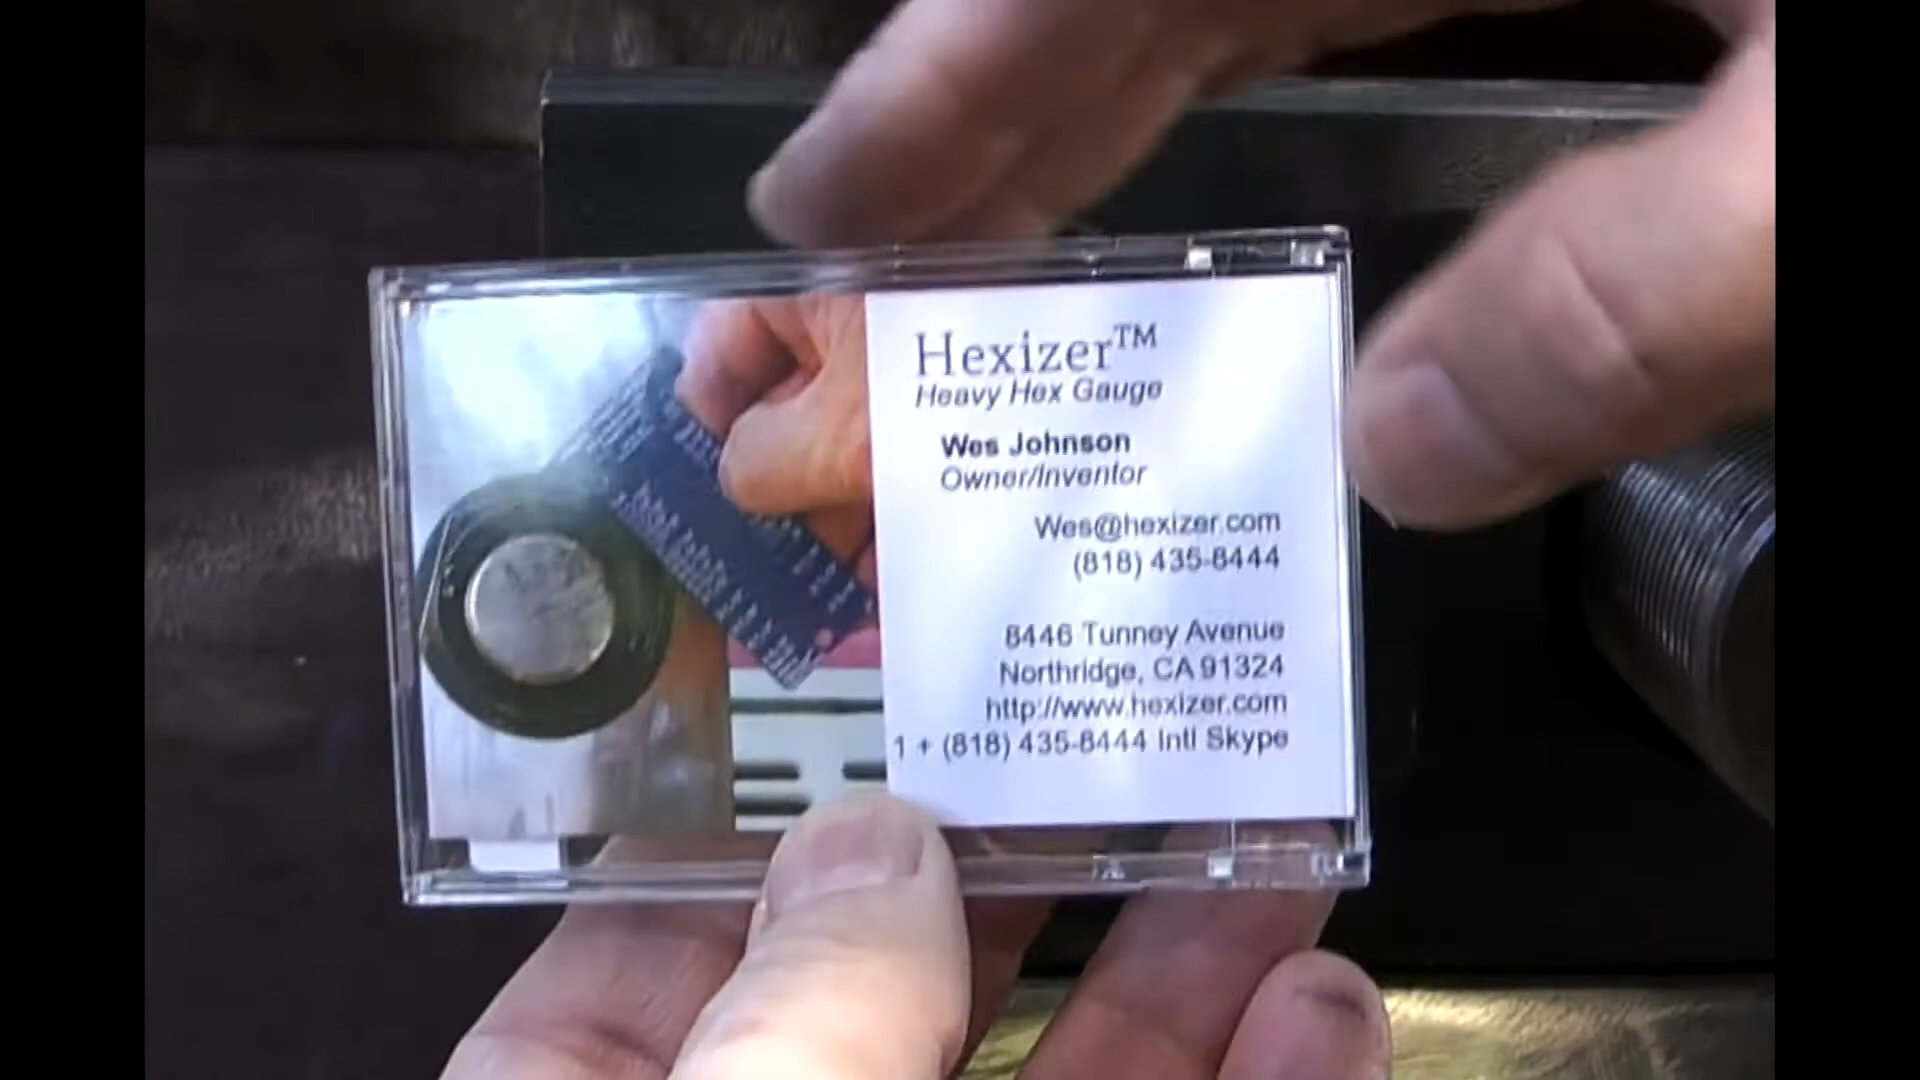 Hexizer™
Heavy Hex Gauge
Wes Johnson
Owner/Inventor
Wes@hexizer.com
(818) 435-8444
8446 Tunney Avenue
Northridge, CA 91324
http://www.hexizer.com
1 + (818) 435-8444 Intl Skype